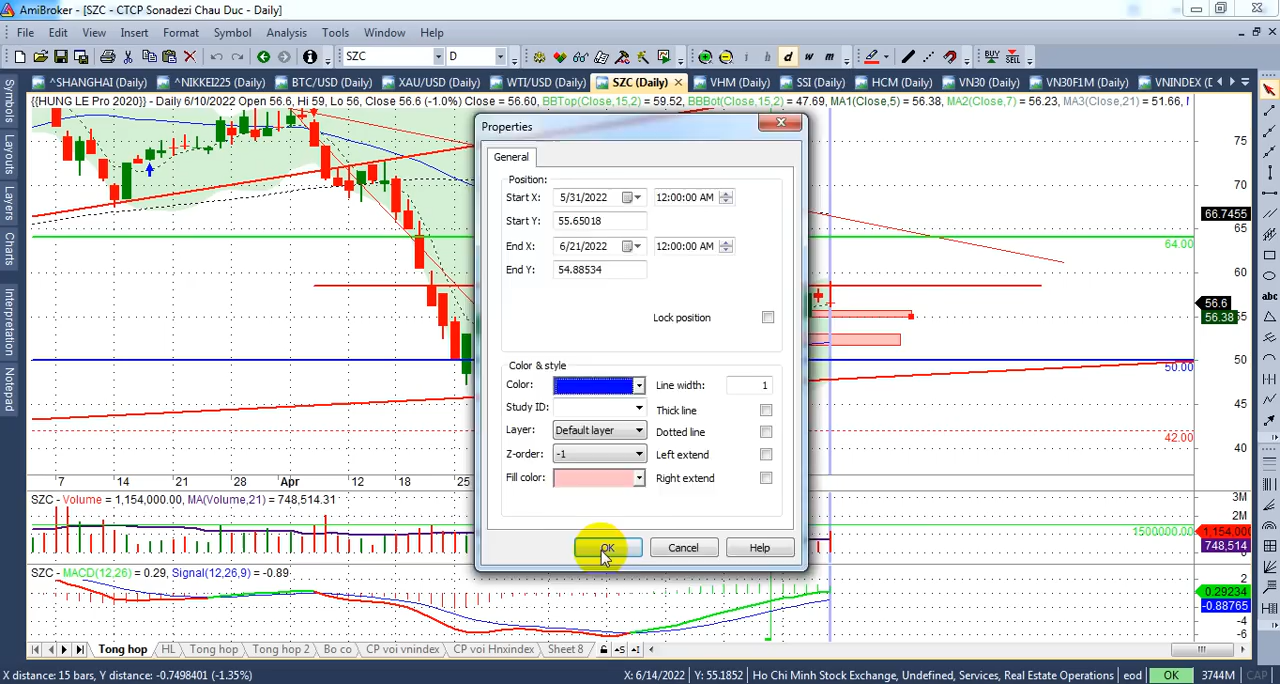 AmiBroker - [SZC - CTCP Sonadezi Chau Duc - Daily]
File Edit View Insert Format Symbol Analysis Tools Window Help
SZC D i h d w m BUY SELL
^SHANGHAI (Daily) ^NIKKEI225 (Daily) BTC/USD (Daily) XAU/USD (Daily) WTI/USD (Daily) SZC (Daily) VHM (Daily) SSI (Daily) HCM (Daily) VN30 (Daily) VN30F1M (Daily) VNINDEX (D
{{HUNG LE Pro 2020}} - Daily 6/10/2022 Open 56.6, Hi 59, Lo 56, Close 56.6 (-1.0%) Close = 56.60, BBTop(Close,15,2) = 59.52, BBBot(Close,15,2) = 47.69, MA1(Close,5) = 56.38, MA2(Close,7) = 56.23, MA3(Close,21) = 51.66, M
Symbols
Layouts
Layers
Charts
Interpretation
Notepad
Properties
General
Position:
Start X: 5/31/2022 12:00:00 AM
Start Y: 55.65018
End X: 6/21/2022 12:00:00 AM
End Y: 54.88534
Lock position
Color & style
Color: Line width: 1
Study ID: Thick line
Layer: Default layer Dotted line
Z-order: -1 Left extend
Fill color: Right extend
OK Cancel Help
75
70
66.7455
65
64.00
60
56.6
56.38
55
50
50.00
45
42.00
40
abc
7 14 21 28 Apr 12 18 25
SZC - Volume = 1,154,000.00, MA(Volume,21) = 748,514.31
3M
2M
1500000.00
1,154,000
748,514
SZC - MACD(12,26) = 0.29, Signal(12,26,9) = -0.89
2
0.29234
-0.88765
-4
-6
Tong hop HL Tong hop Tong hop 2 Bo co CP voi vnindex CP voi Hnxindex Sheet 8
X distance: 15 bars, Y distance: -0.7498401 (-1.35%) X: 6/14/2022 Y: 55.1852 Ho Chi Minh Stock Exchange, Undefined, Services, Real Estate Operations eod OK 3744M CAP